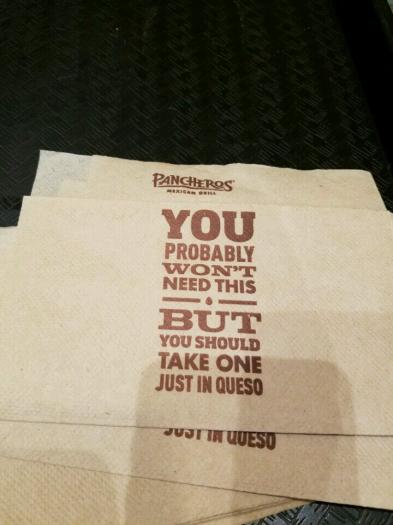 PANCHEROS
MEXICAN GRILL
YOU
PROBABLY
WON'T
NEED THIS
BUT
YOU SHOULD
TAKE ONE
JUST IN QUESO
JUST IN QUESO